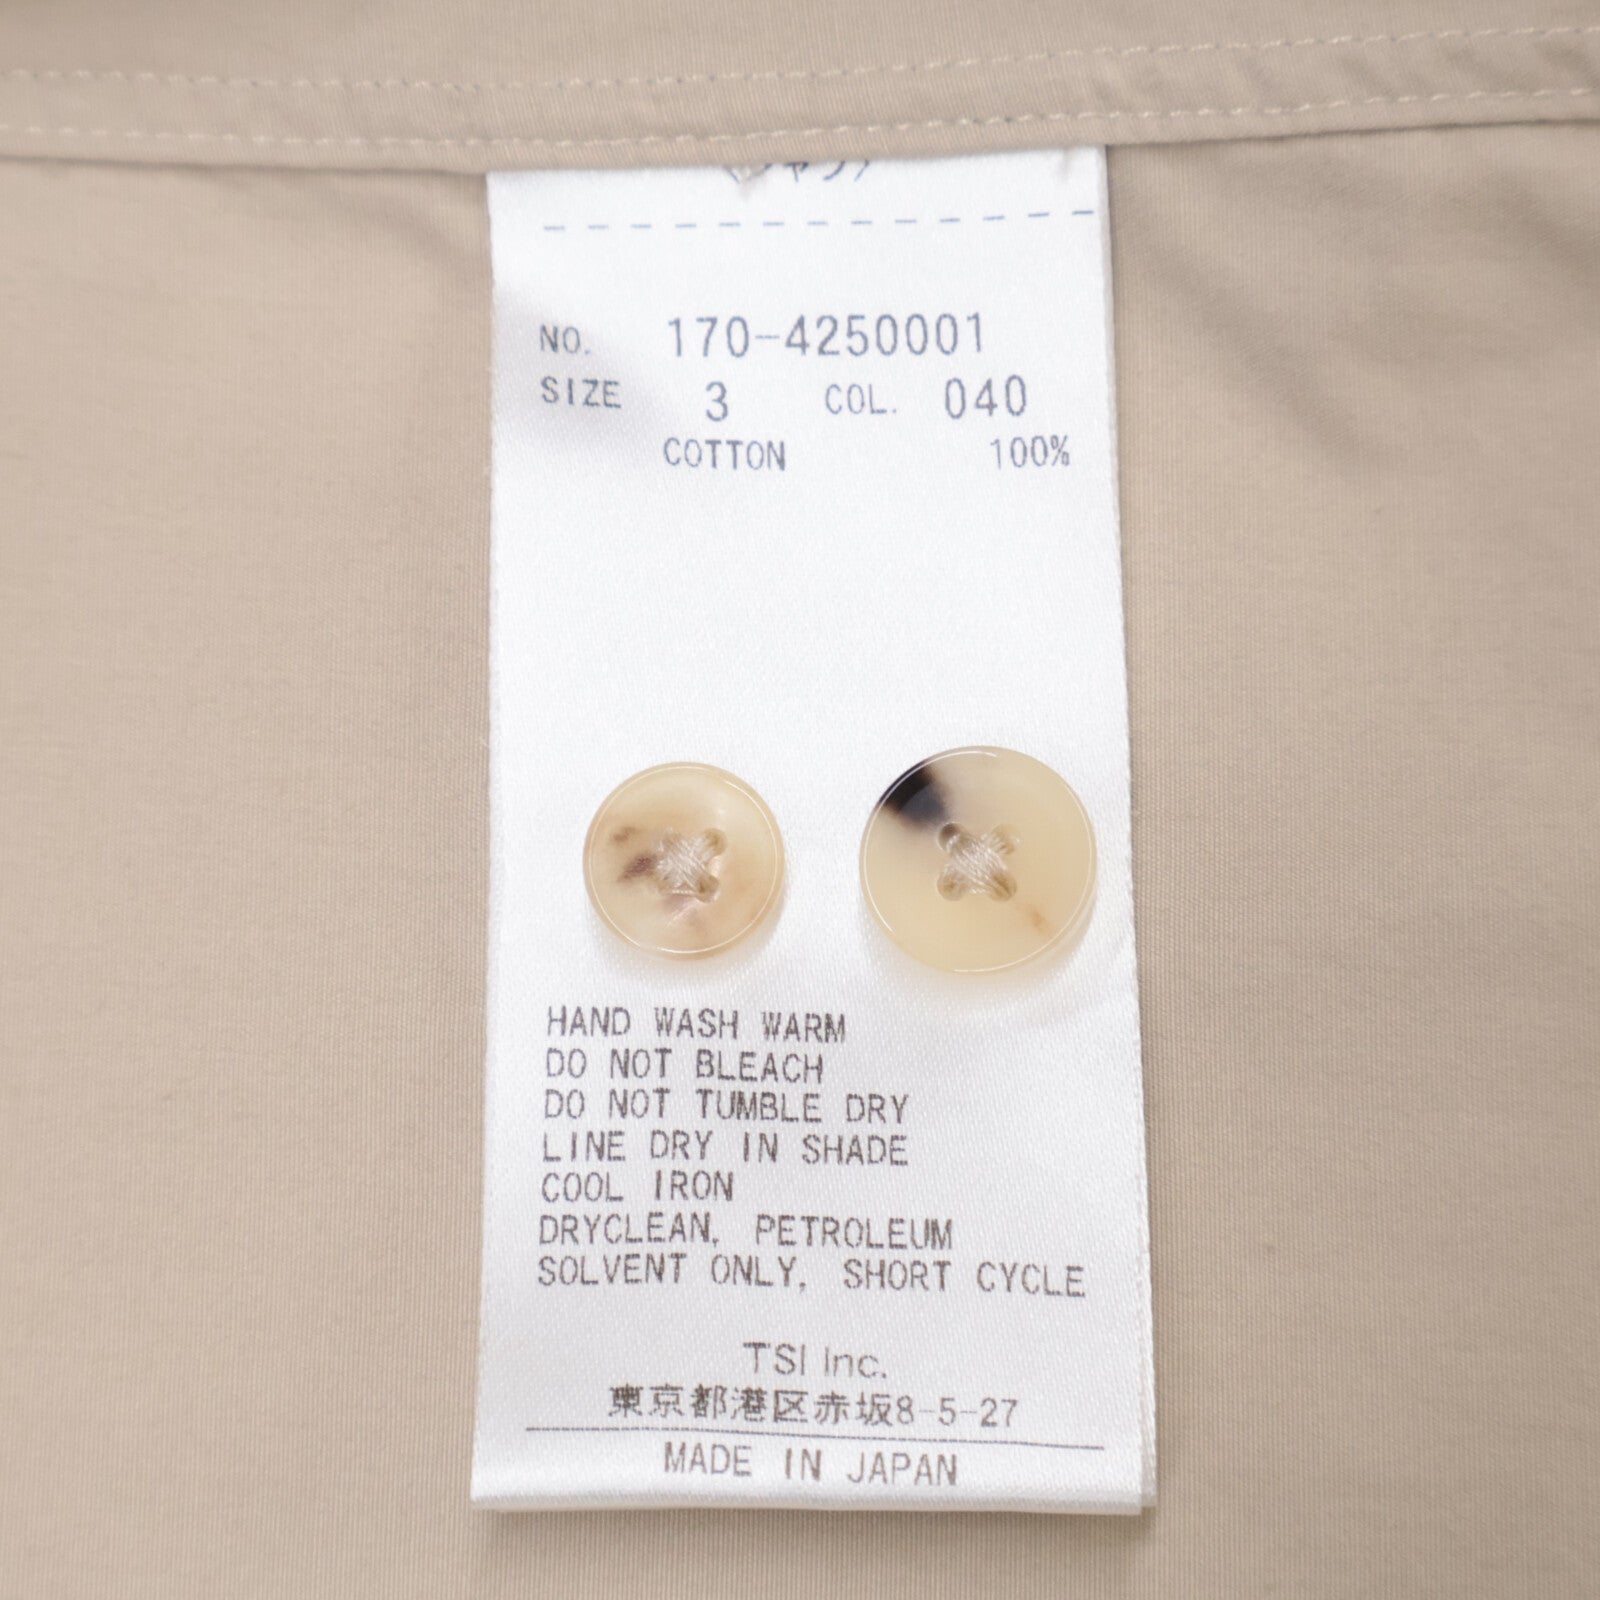 NO. 170-4250001
SIZE 3 COL. 040
COTTON 100%
HAND WASH WARM
DO NOT BLEACH
DO NOT TUMBLE DRY
LINE DRY IN SHADE
COOL IRON
DRYCLEAN, PETROLEUM
SOLVENT ONLY, SHORT CYCLE
TSI Inc.
東京都港区赤坂8-5-27
MADE IN JAPAN